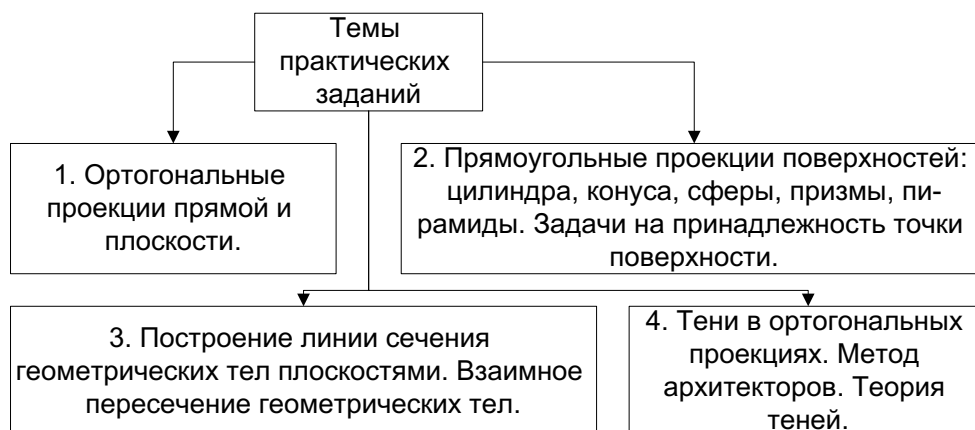 Темы
практических
заданий
1. Ортогональные
проекции прямой и
плоскости.
2. Прямоугольные проекции поверхностей:
цилиндра, конуса, сферы, призмы, пи-
рамиды. Задачи на принадлежность точки
поверхности.
3. Построение линии сечения
геометрических тел плоскостями. Взаимное
пересечение геометрических тел.
4. Тени в ортогональных
проекциях. Метод
архитекторов. Теория
теней.